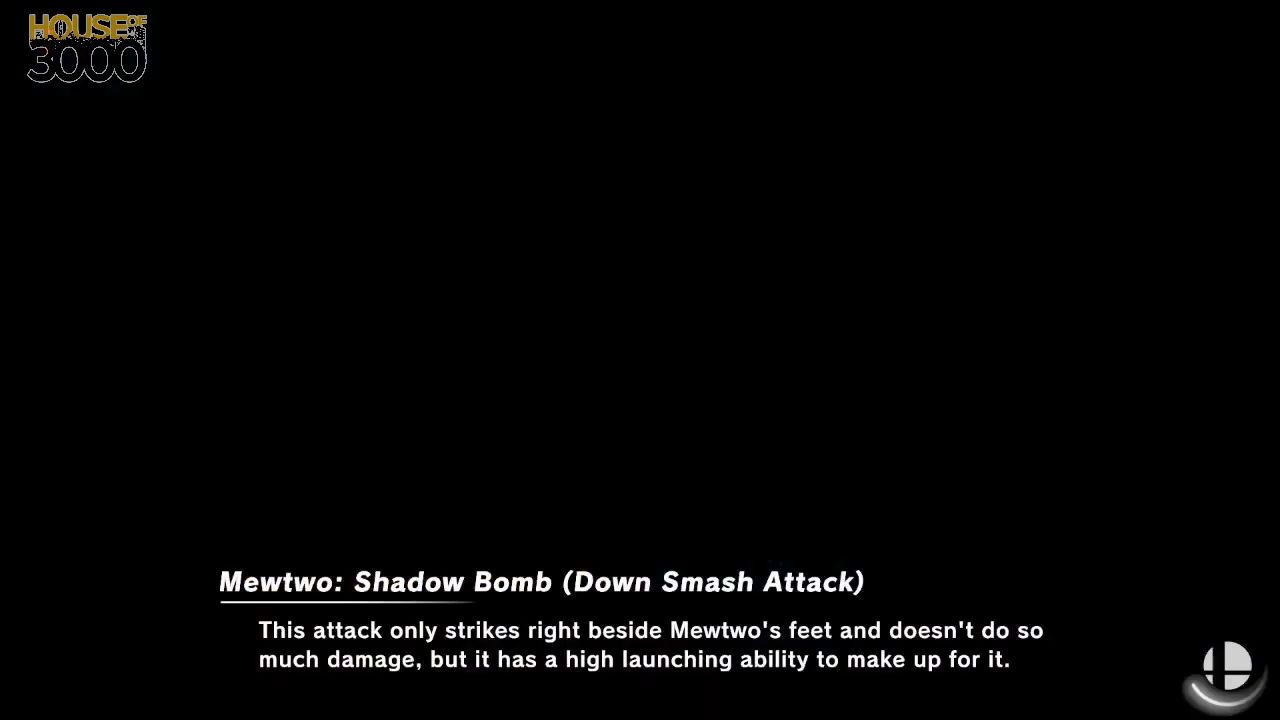 HOUSE OF
3000
Mewtwo: Shadow Bomb (Down Smash Attack)
This attack only strikes right beside Mewtwo's feet and doesn't do so
much damage, but it has a high launching ability to make up for it.